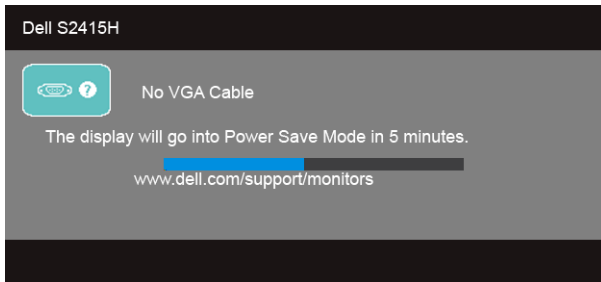 Dell S2415H
?
No VGA Cable
The display will go into Power Save Mode in 5 minutes.
www.dell.com/support/monitors